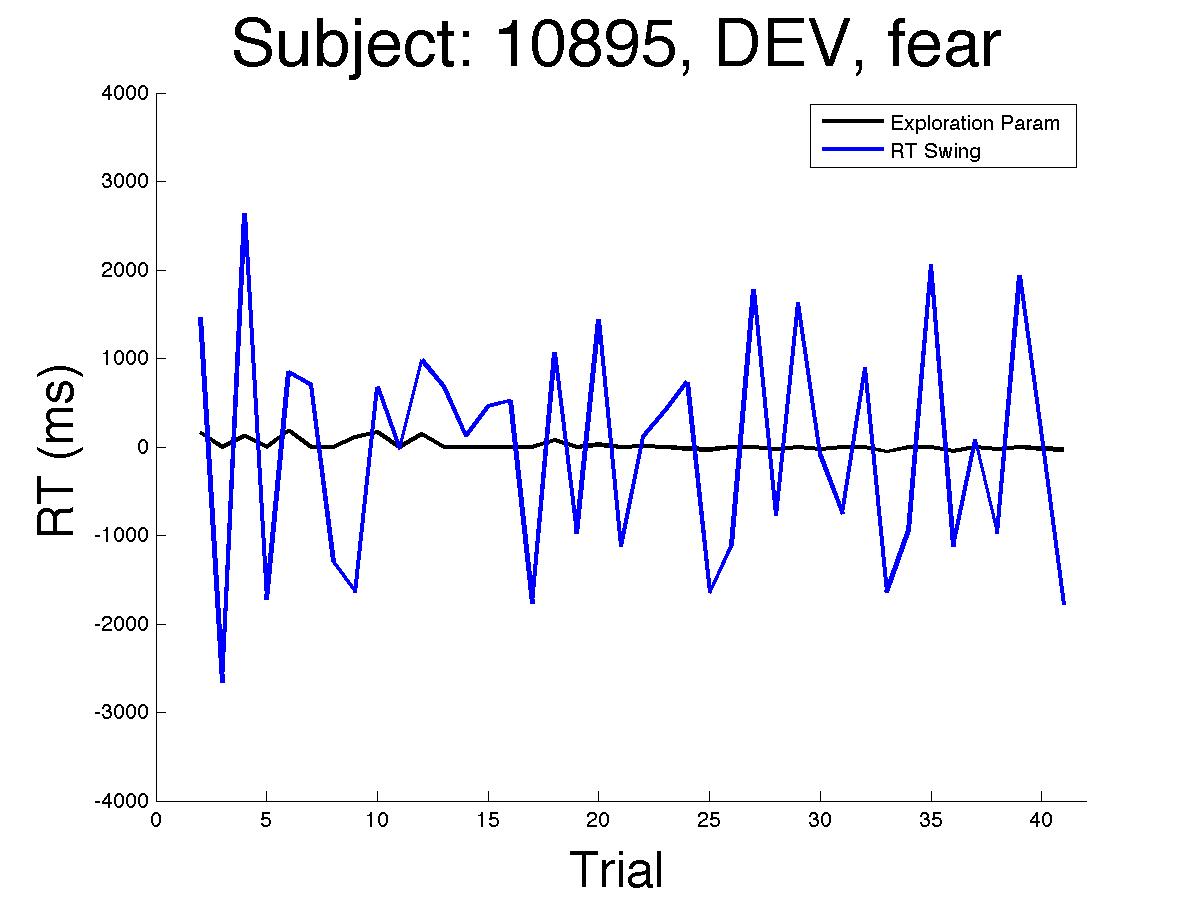 Subject: 10895, DEV, fear
4000
3000
2000
1000
0
-1000
-2000
-3000
-4000
RT (ms)
Exploration Param
RT Swing
0 5 10 15 20 25 30 35 40
Trial